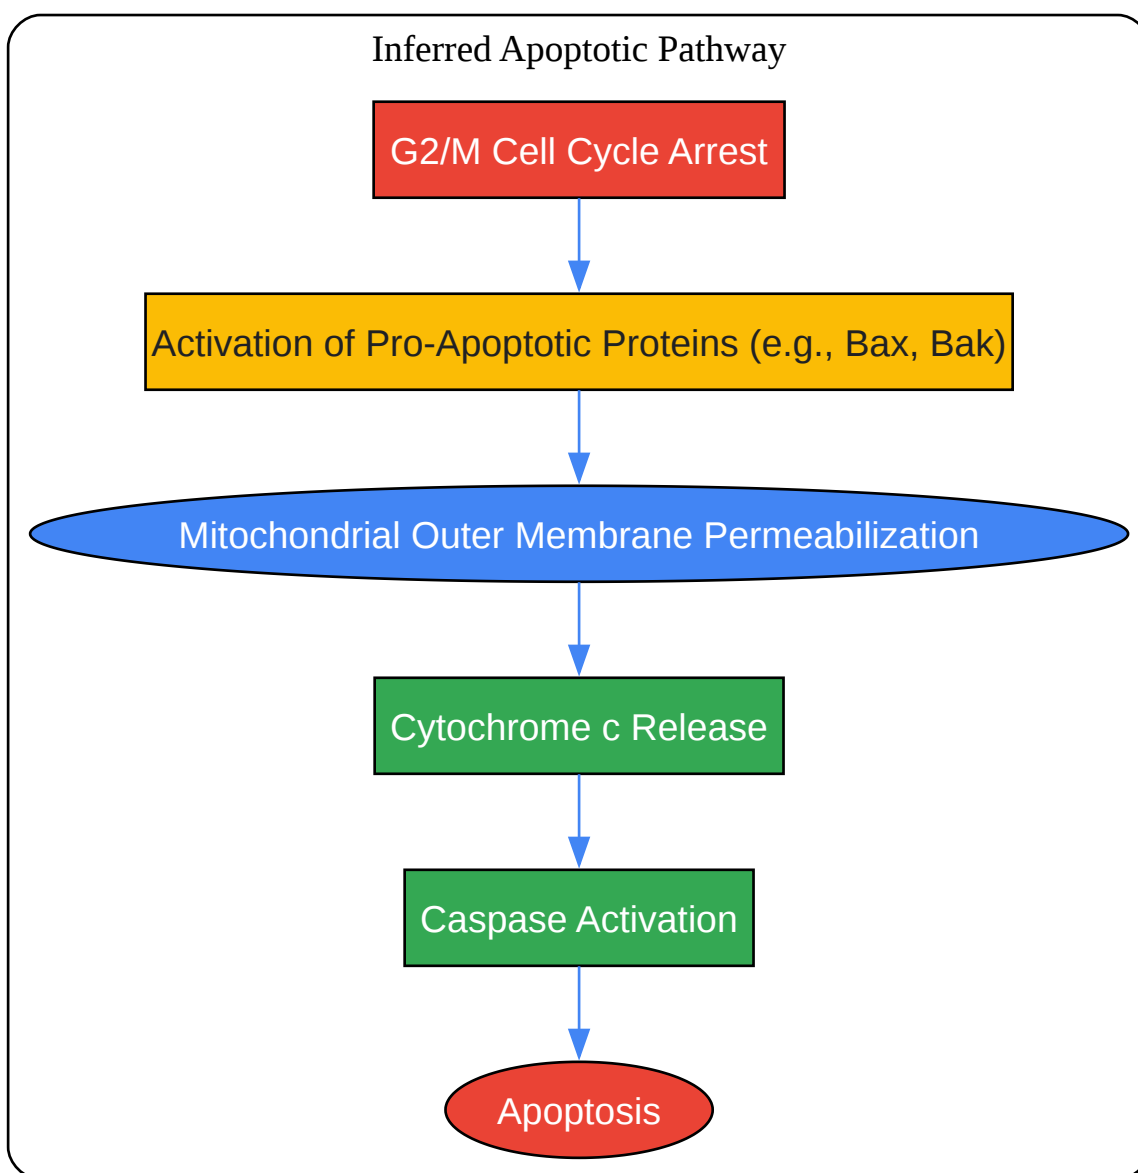 Inferred Apoptotic Pathway
G2/M Cell Cycle Arrest
Activation of Pro-Apoptotic Proteins (e.g., Bax, Bak)
Mitochondrial Outer Membrane Permeabilization
Cytochrome c Release
Caspase Activation
Apoptosis